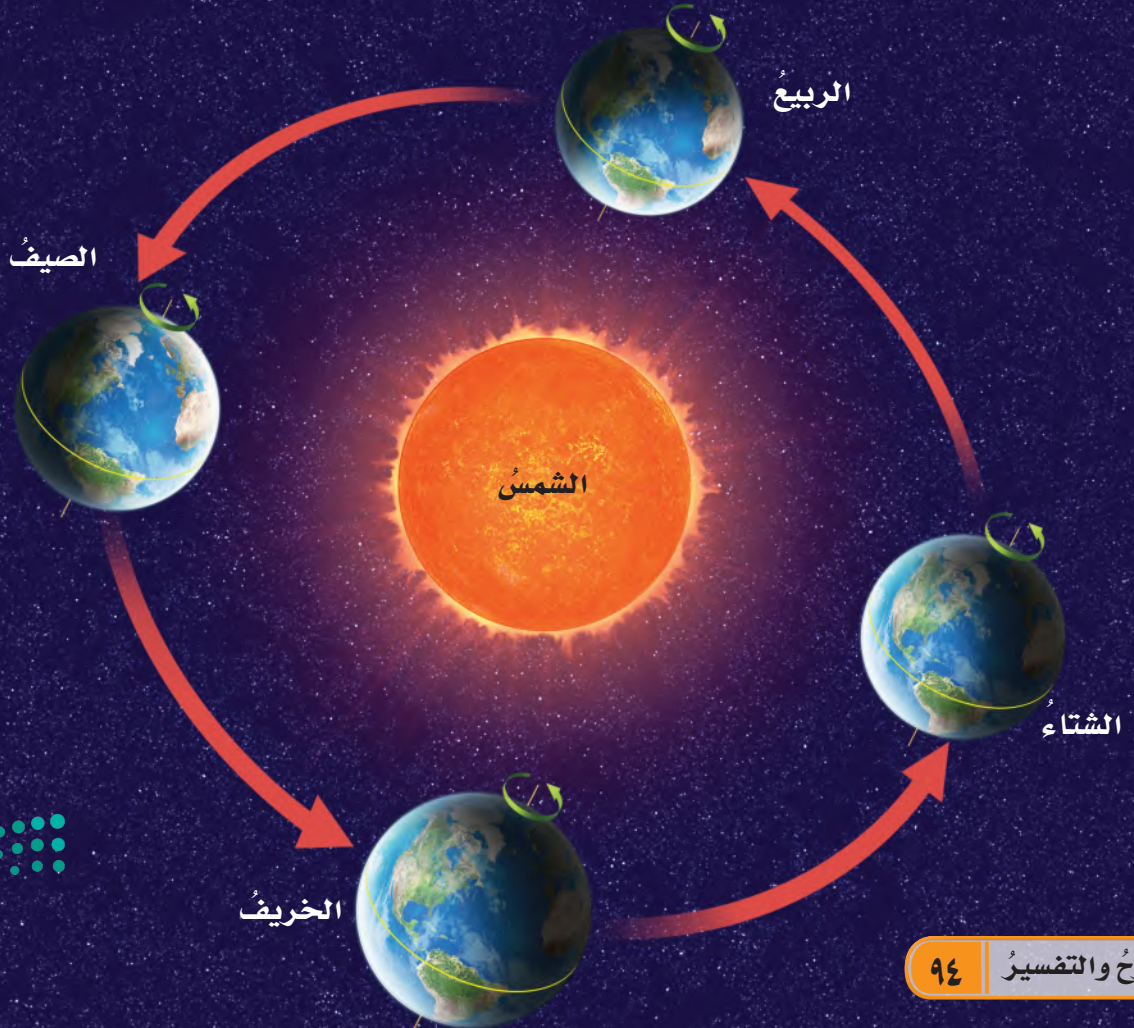 الربيعُ
الصيفُ
الشمسُ
الشتاءُ
الخريفُ
والتفسيرُ ٩٤